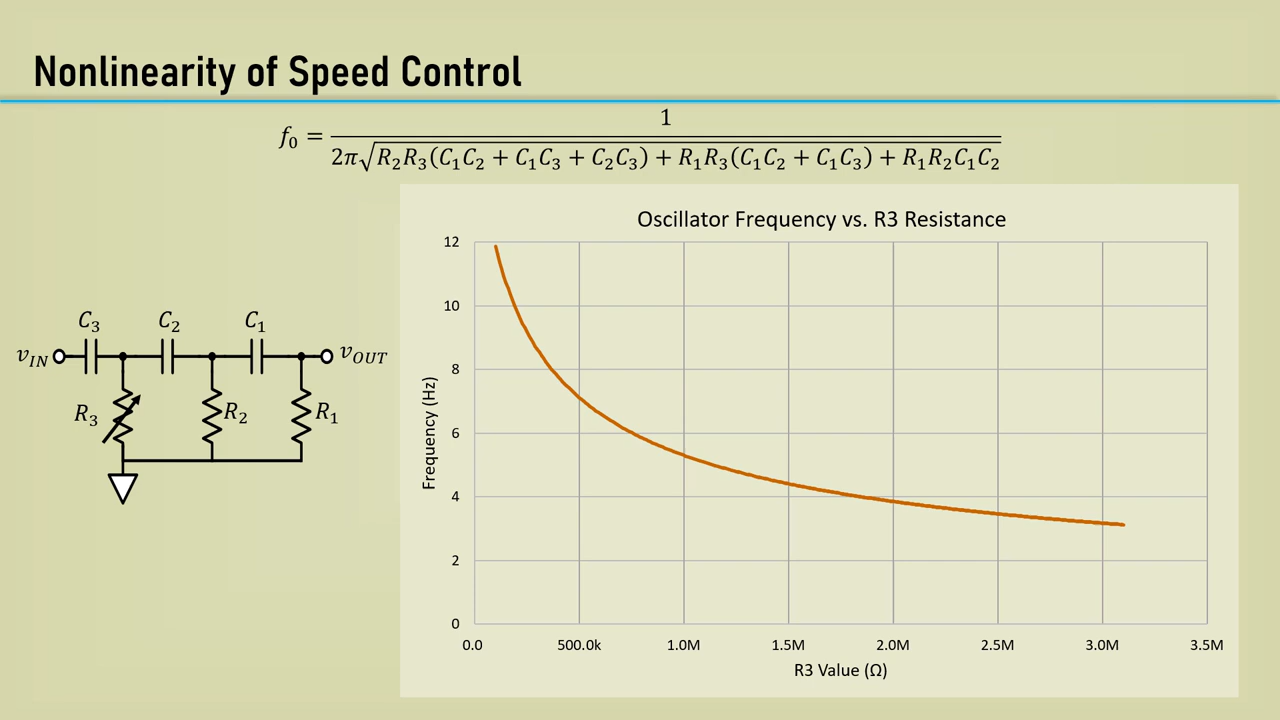 Nonlinearity of Speed Control
f₀ = 1 / (2π√(R₂R₃(C₁C₂ + C₁C₃ + C₂C₃) + R₁R₃(C₁C₂ + C₁C₃) + R₁R₂C₁C₂))
C₃ C₂ C₁
v_IN v_OUT
R₃ R₂ R₁
Oscillator Frequency vs. R3 Resistance
12
10
8
6
4
2
0
Frequency (Hz)
0.0 500.0k 1.0M 1.5M 2.0M 2.5M 3.0M 3.5M
R3 Value (Ω)